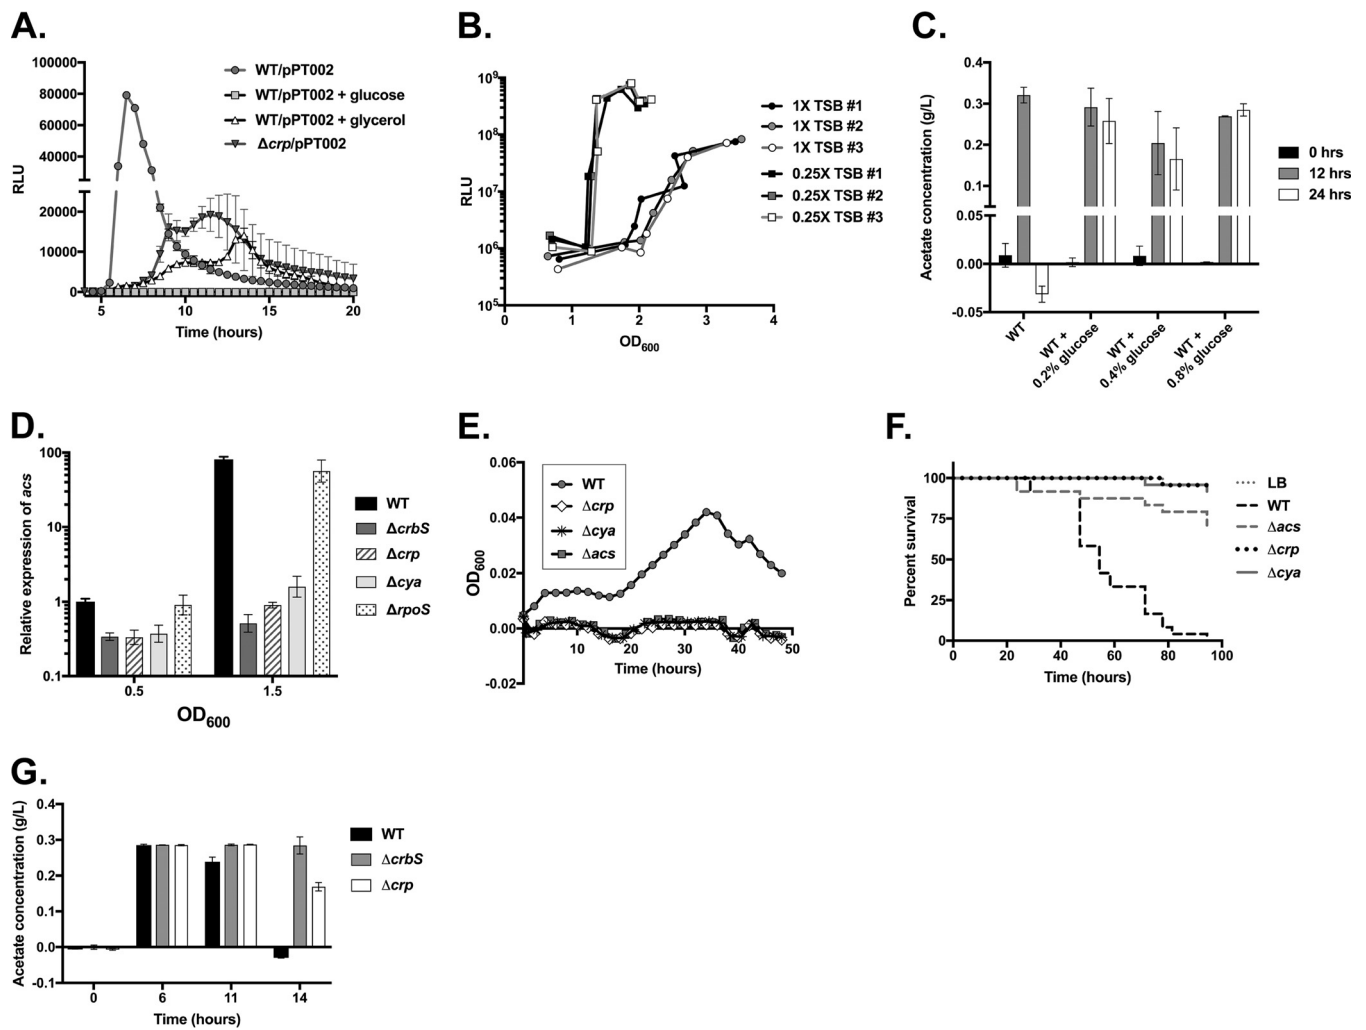 A.
RLU
100000
80000
60000
40000
20000
10000
0
5
10
15
20
Time (hours)
WT/pPT002
WT/pPT002 + glucose
WT/pPT002 + glycerol
Δcrp/pPT002
B.
RLU
10⁹
10⁸
10⁷
10⁶
10⁵
0
1
2
3
4
OD₆₀₀
1X TSB #1
1X TSB #2
1X TSB #3
0.25X TSB #1
0.25X TSB #2
0.25X TSB #3
C.
Acetate concentration (g/L)
0.4
0.3
0.2
0.1
0.05
0.00
-0.05
WT
WT +
0.2% glucose
WT +
0.4% glucose
WT +
0.8% glucose
0 hrs
12 hrs
24 hrs
D.
Relative expression of acs
100
10
1
0.1
0.5
1.5
OD₆₀₀
WT
ΔcrbS
Δcrp
Δcya
ΔrpoS
E.
OD₆₀₀
0.06
0.04
0.02
0.00
-0.02
10
20
30
40
50
Time (hours)
WT
Δcrp
Δcya
Δacs
F.
Percent survival
100
75
50
25
0
0
20
40
60
80
100
Time (hours)
LB
WT
Δacs
Δcrp
Δcya
G.
Acetate concentration (g/L)
0.4
0.3
0.2
0.1
0.0
-0.1
0
6
11
14
Time (hours)
WT
ΔcrbS
Δcrp